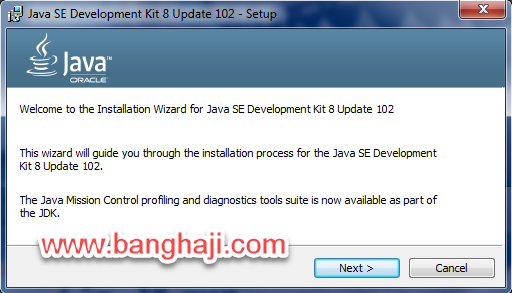 Java SE Development Kit 8 Update 102 - Setup
Java™
ORACLE
Welcome to the Installation Wizard for Java SE Development Kit 8 Update 102
This wizard will guide you through the installation process for the Java SE Development
Kit 8 Update 102.
The Java Mission Control profiling and diagnostics tools suite is now available as part of
the JDK.
www.banghaji.com
Next >
Cancel